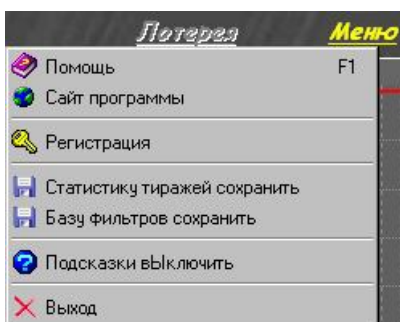 Лотерея Меню
Помощь F1
Сайт программы
Регистрация
Статистику тиражей сохранить
Базу фильтров сохранить
Подсказки вЫключить
Выход